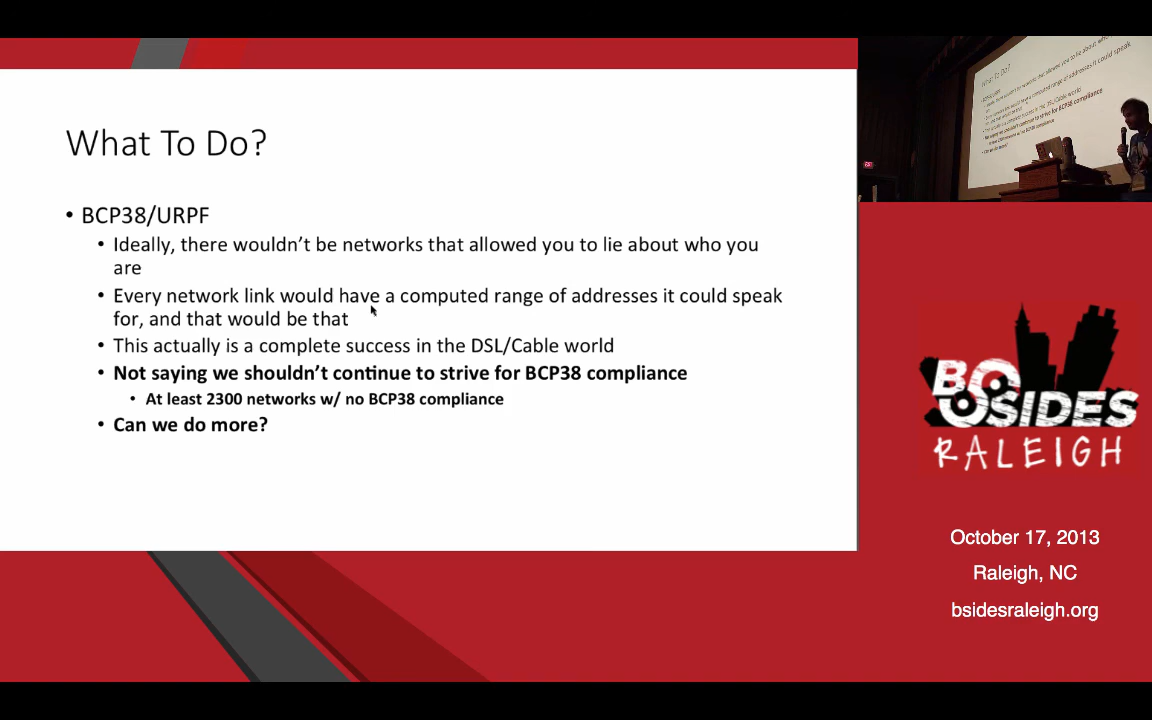 What To Do?
• BCP38/URPF
• Ideally, there wouldn't be networks that allowed you to lie about who you
are
• Every network link would have a computed range of addresses it could speak
for, and that would be that
• This actually is a complete success in the DSL/Cable world
• Not saying we shouldn't continue to strive for BCP38 compliance
• At least 2300 networks w/ no BCP38 compliance
• Can we do more?
What To Do?
BSIDES
RALEIGH
October 17, 2013
Raleigh, NC
bsidesraleigh.org